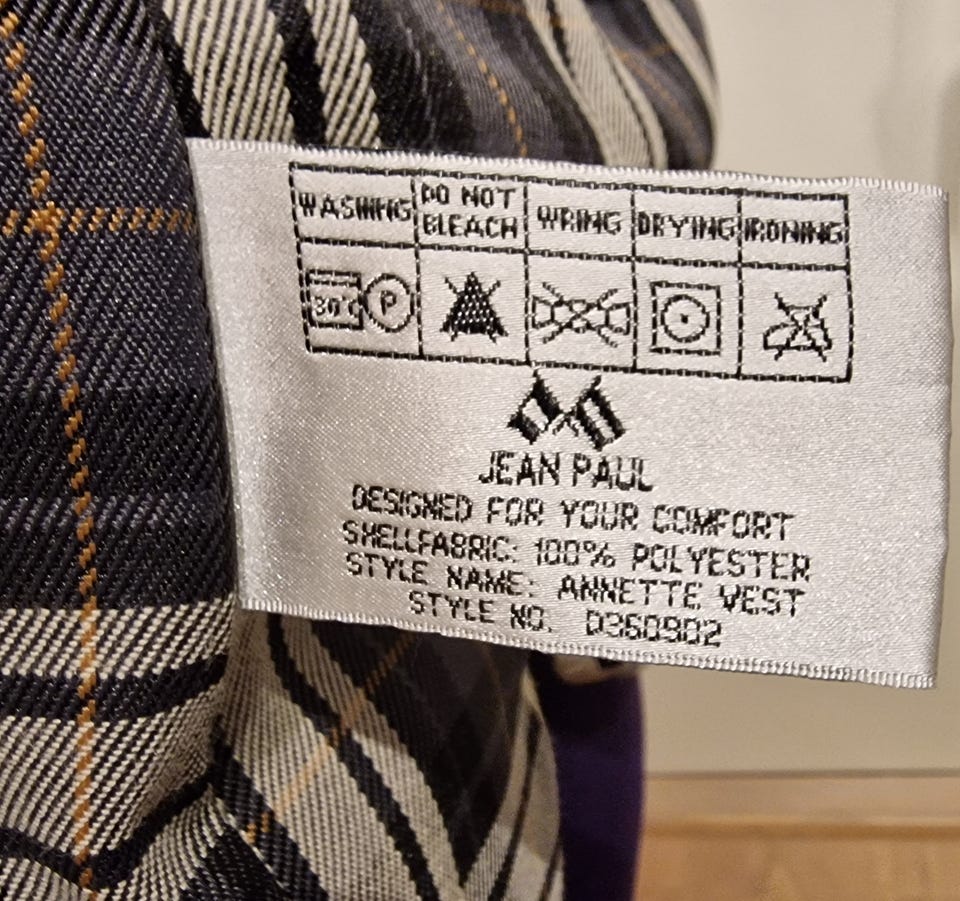 WASHING DO NOT BLEACH WRING DRYING IRONING
30°C P
JEAN PAUL
DESIGNED FOR YOUR COMFORT
SHELLFABRIC: 100% POLYESTER
STYLE NAME: ANNETTE VEST
STYLE NO. D360902